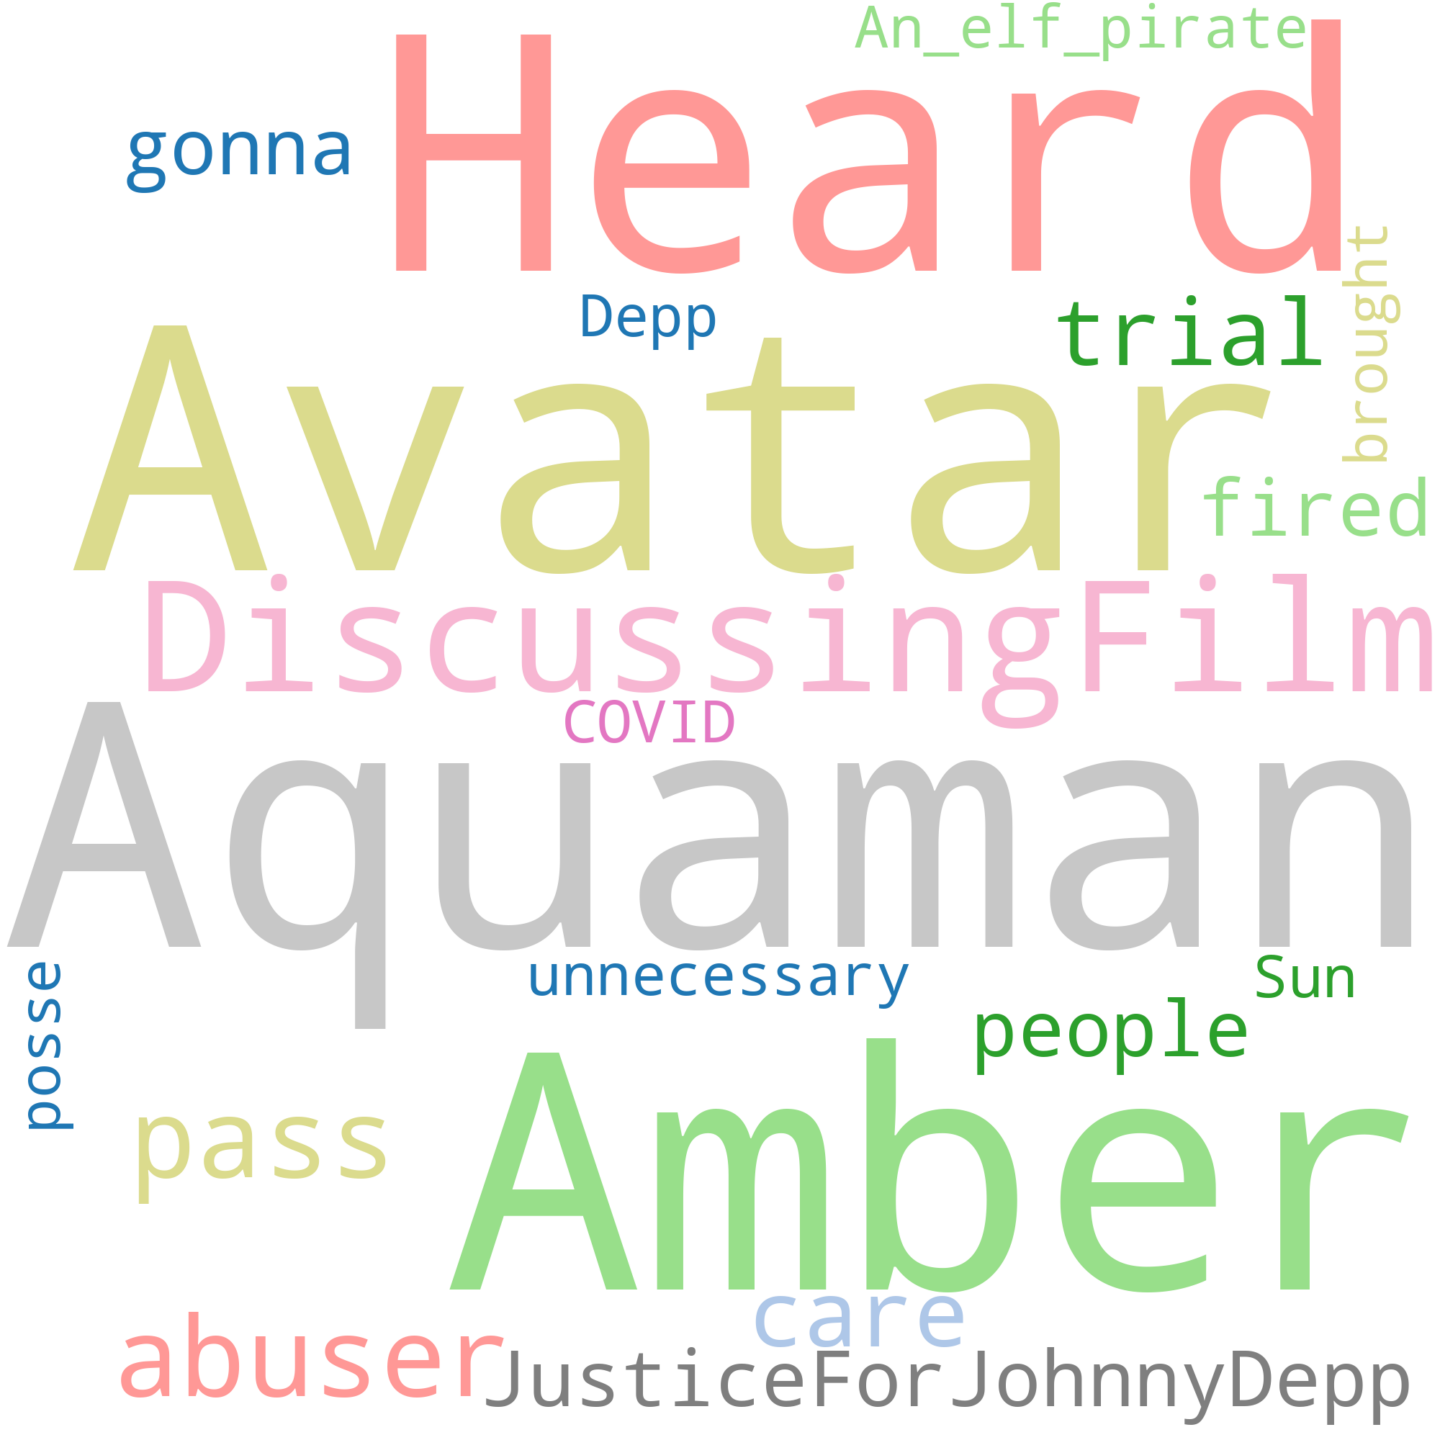 An_elf_pirate
Heard
gonna
brought
Depp
trial
Avatar
fired
DiscussingFilm
COVID
Aquaman
unnecessary
Sun
posse
people
Amber
pass
care
abuser
JusticeForJohnnyDepp